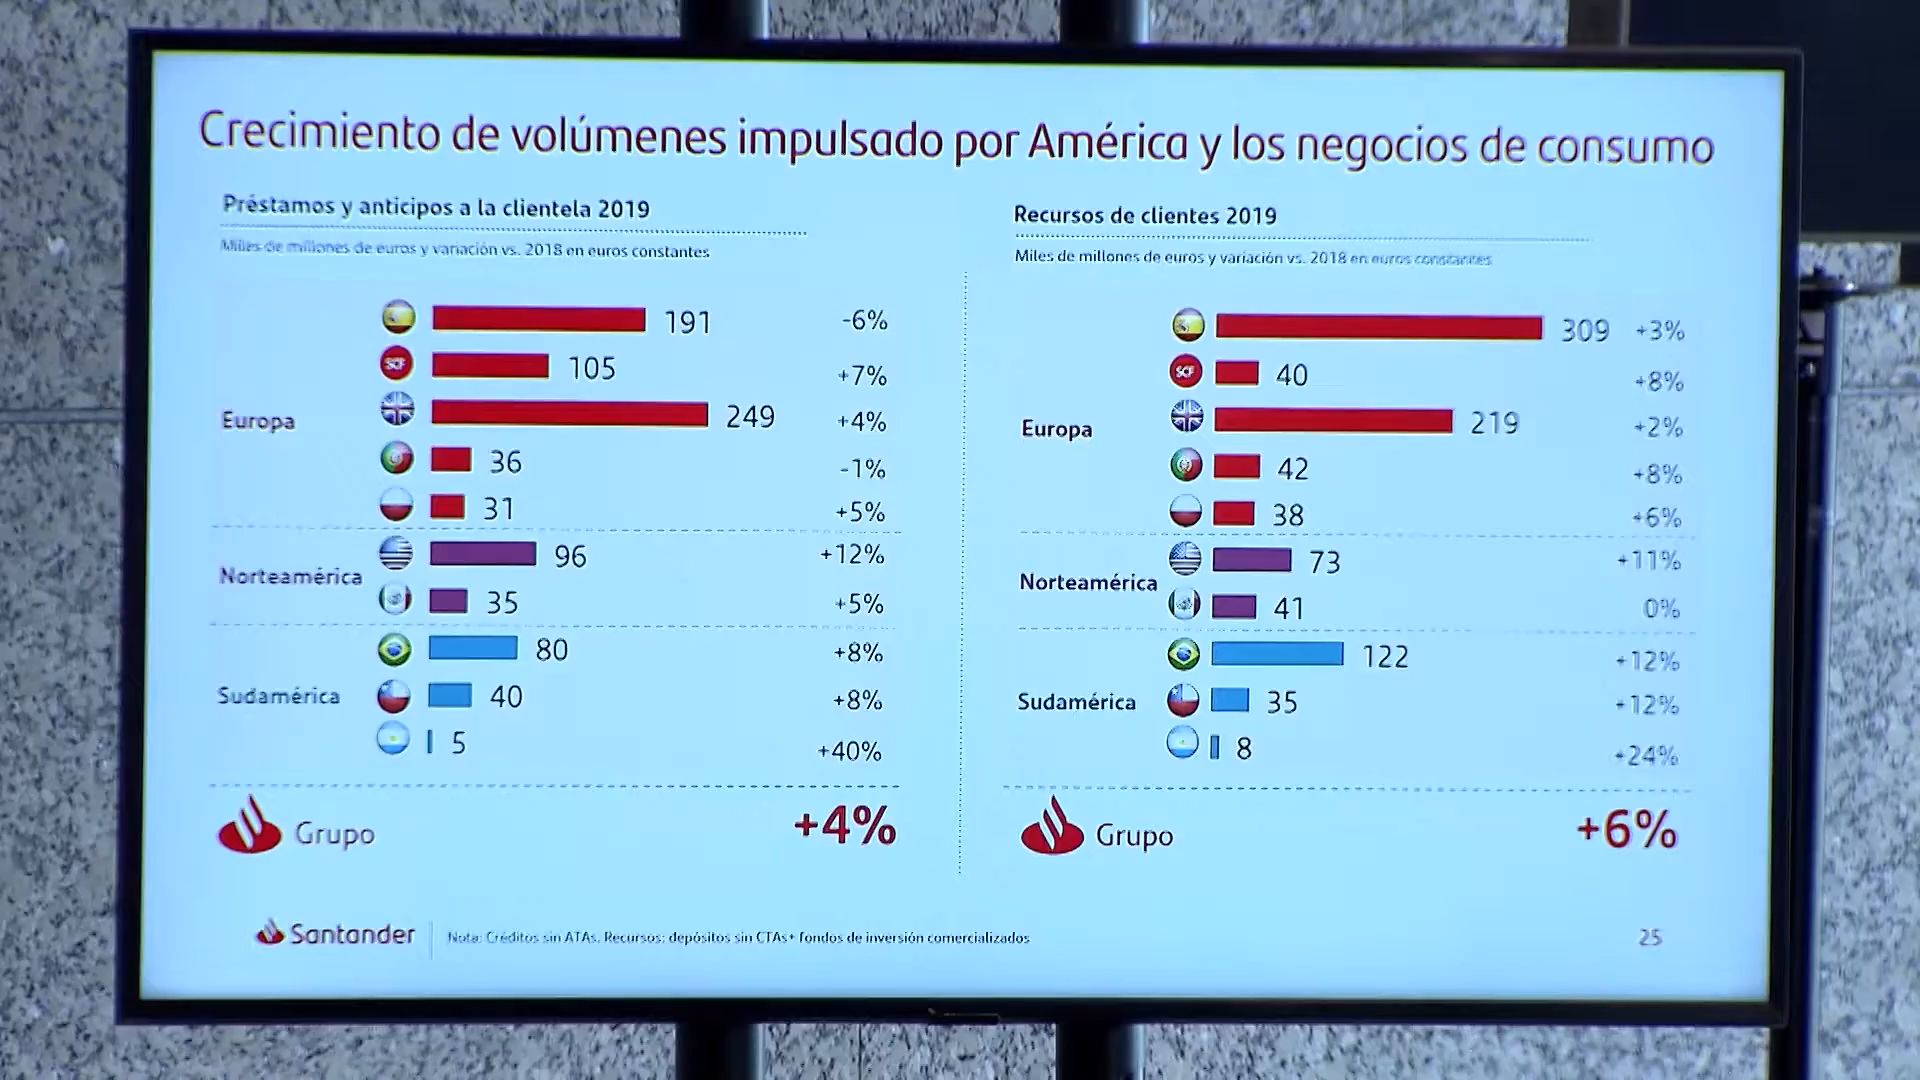 Crecimiento de volúmenes impulsado por América y los negocios de consumo
Préstamos y anticipos a la clientela 2019
Miles de millones de euros y variación vs. 2018 en euros constantes
Europa
191 -6%
SCF 105 +7%
249 +4%
36 -1%
31 +5%
Norteamérica
96 +12%
35 +5%
Sudamérica
80 +8%
40 +8%
5 +40%
Grupo +4%
Recursos de clientes 2019
Miles de millones de euros y variación vs. 2018 en euros constantes
Europa
309 +3%
SCF 40 +8%
219 +2%
42 +8%
38 +6%
Norteamérica
73 +11%
41 0%
Sudamérica
122 +12%
35 +12%
8 +24%
Grupo +6%
Santander
Nota: Créditos sin ATAs. Recursos: depósitos sin CTAs+ fondos de inversión comercializados
25